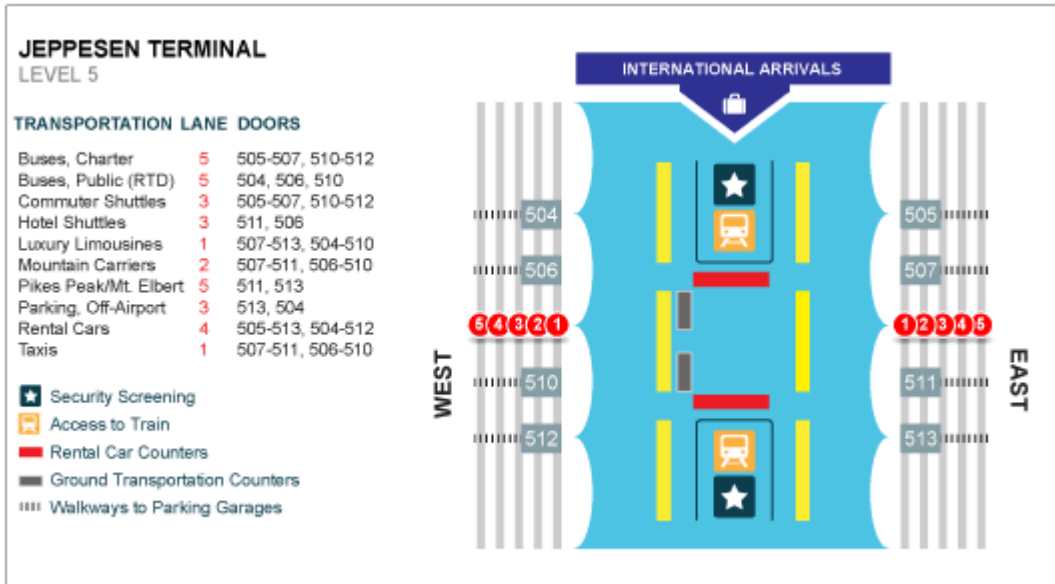 JEPPESEN TERMINAL
LEVEL 5
TRANSPORTATION LANE DOORS
Buses, Charter 5 505-507, 510-512
Buses, Public (RTD) 5 504, 506, 510
Commuter Shuttles 3 505-507, 510-512
Hotel Shuttles 3 511, 506
Luxury Limousines 1 507-513, 504-510
Mountain Carriers 2 507-511, 506-510
Pikes Peak/Mt. Elbert 5 511, 513
Parking, Off-Airport 3 513, 504
Rental Cars 4 505-513, 504-512
Taxis 1 507-511, 506-510
Security Screening
Access to Train
Rental Car Counters
Ground Transportation Counters
Walkways to Parking Garages
INTERNATIONAL ARRIVALS
504 505
506 507
5 4 3 2 1 1 2 3 4 5
WEST EAST
510 511
512 513